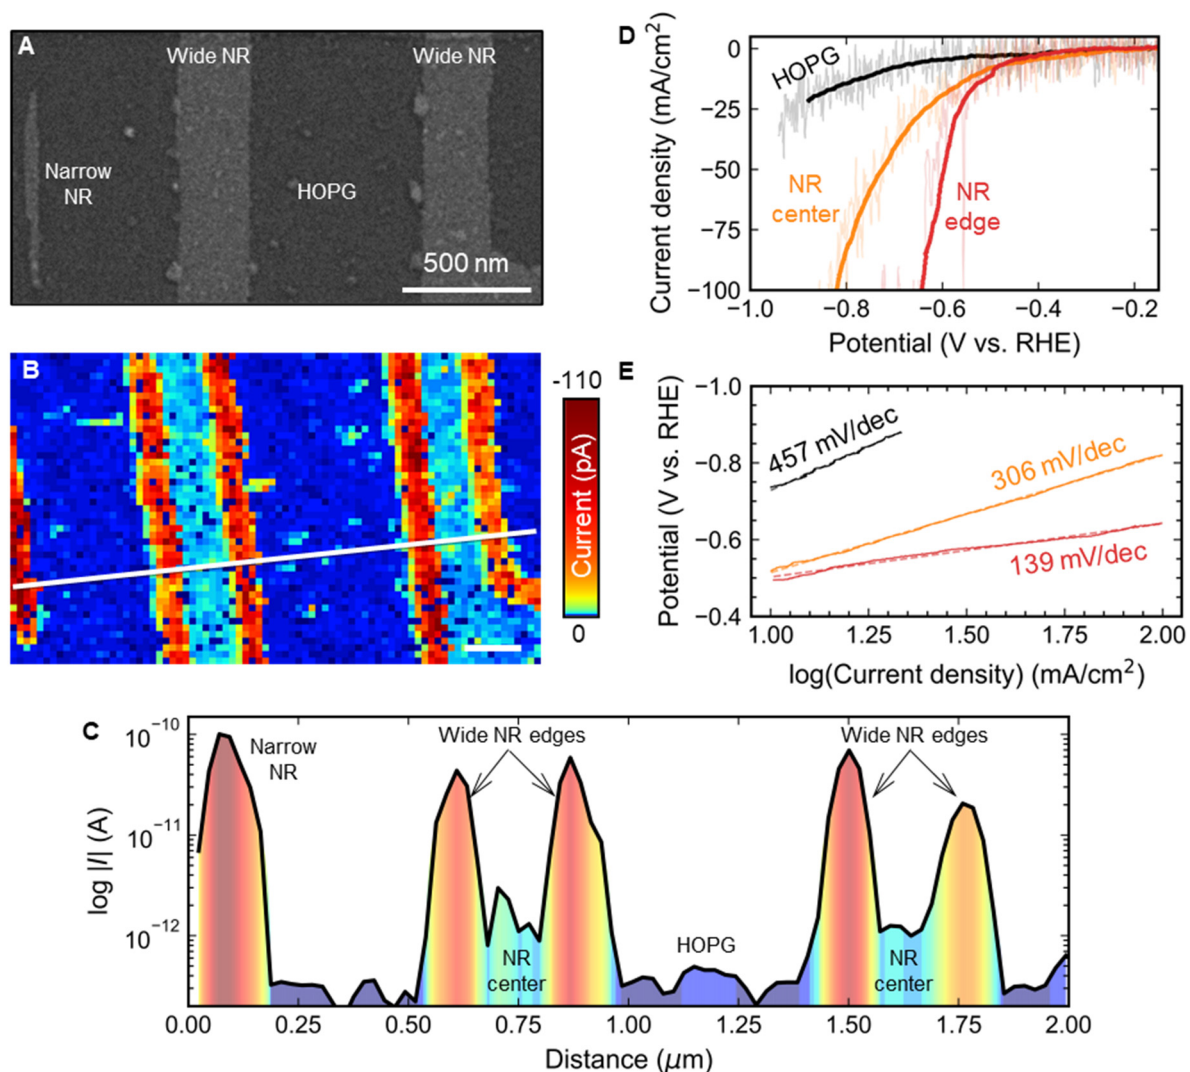 A
Wide NR
Wide NR
Narrow
NR
HOPG
500 nm
B
-110
Current (pA)
0
C
10⁻¹⁰
10⁻¹¹
10⁻¹²
log |I| (A)
Narrow
NR
Wide NR edges
Wide NR edges
NR
center
HOPG
NR
center
0.00 0.25 0.50 0.75 1.00 1.25 1.50 1.75 2.00
Distance (μm)
D
0
−25
−50
−75
−100
Current density (mA/cm²)
HOPG
NR
center
NR
edge
−1.0 −0.8 −0.6 −0.4 −0.2
Potential (V vs. RHE)
E
−1.0
−0.8
−0.6
−0.4
Potential (V vs. RHE)
457 mV/dec
306 mV/dec
139 mV/dec
1.00 1.25 1.50 1.75 2.00
log(Current density) (mA/cm²)